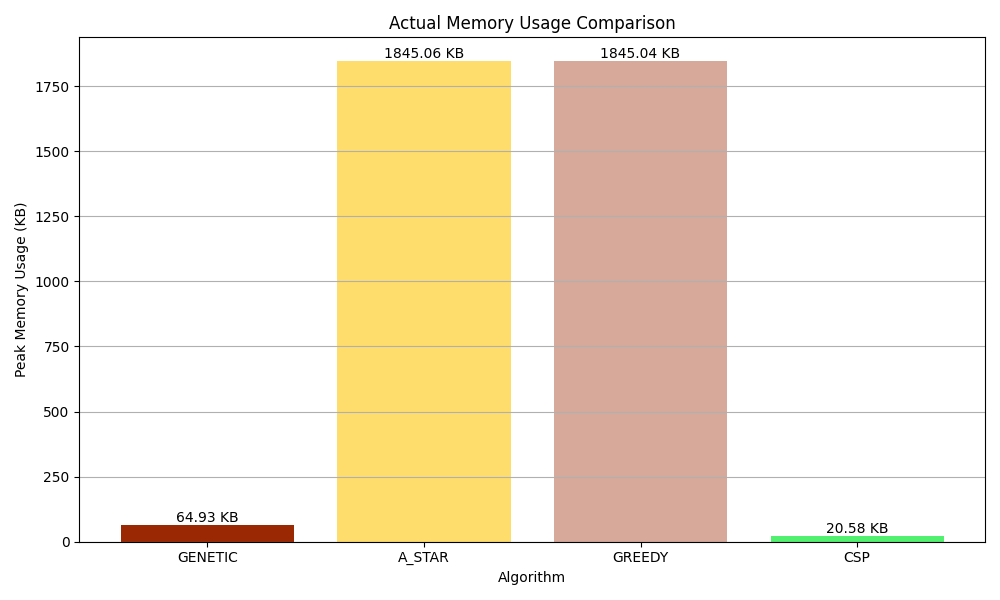 Actual Memory Usage Comparison
1845.06 KB
1845.04 KB
64.93 KB
20.58 KB
Peak Memory Usage (KB)
1750
1500
1250
1000
750
500
250
0
GENETIC
A_STAR
GREEDY
CSP
Algorithm